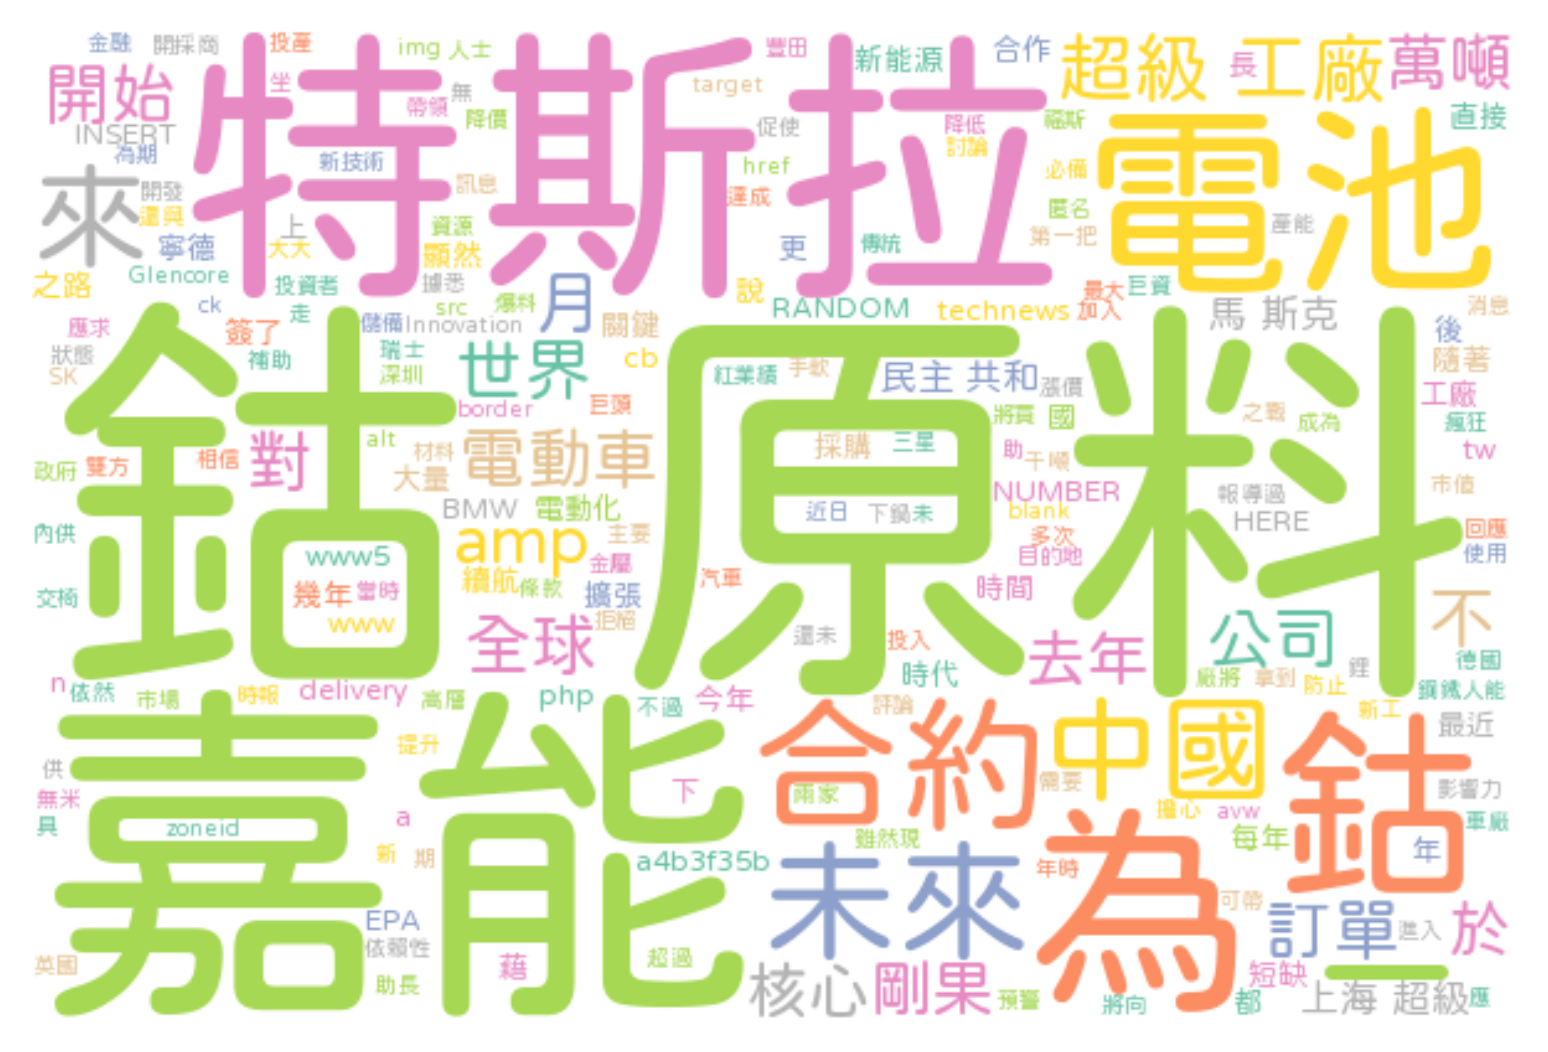 金融 開採商 投產 img 人士 豐田 新能源 合作 超級 工廠 長 萬噸
開始 特斯拉 坐 無 帶領 降價 target 促使 降低 福斯 直接
INSERT 為期 新技術 訊息 href 討論 必備 電池
來 開發 還與 上 資源 達成 匿名 產能
寧德 大大 顯然 更 傳統 第一把
之路 Glencore 投資者 據悉 說 最大 巨資
ck 走 儲備 src 爆料 月 RANDOM technews 加入 馬 斯克 消息
應求 簽了 Innovation 關鍵 後
狀態 補助 瑞士 世界 cb 紅業績 手軟 民主 共和 漲價 隨著
SK 深圳 border 巨頭 將買 國 之戰 成為 工廠 瘋狂
鈷 原料
對 alt 材料 電動車 採購 三星 助 千噸 tw
政府 雙方 相信 大量 NUMBER 報導過 市值
BMW 電動化 近日 下鍋 未 blank HERE 回應
內供 www5 amp 主要 多次 使用
金屬 目的地
交椅 幾年 當時 續航 條款 擴張 汽車 時間
www 全球 拒絕 還未 投入 去年 公司 不
n 依然 時代 廠將 拿到 防止 鋰 德國
市場 時報 delivery 高層 php 不過 今年 評論 新工 鋼鐵人能
嘉能 提升 合約 中國 鈷 最近
供 下 兩家 需要 影響力
無米 a 擔心 avw 車廠
具 zoneid 雖然現 每年
新 期 a4b3f35b 未來 年時 為 年
EPA 可帶 訂單 進入 於
英國 依賴性 藉 超過 核心 剛果 短缺 一
助長 預警 將向 都 上海 超級 應